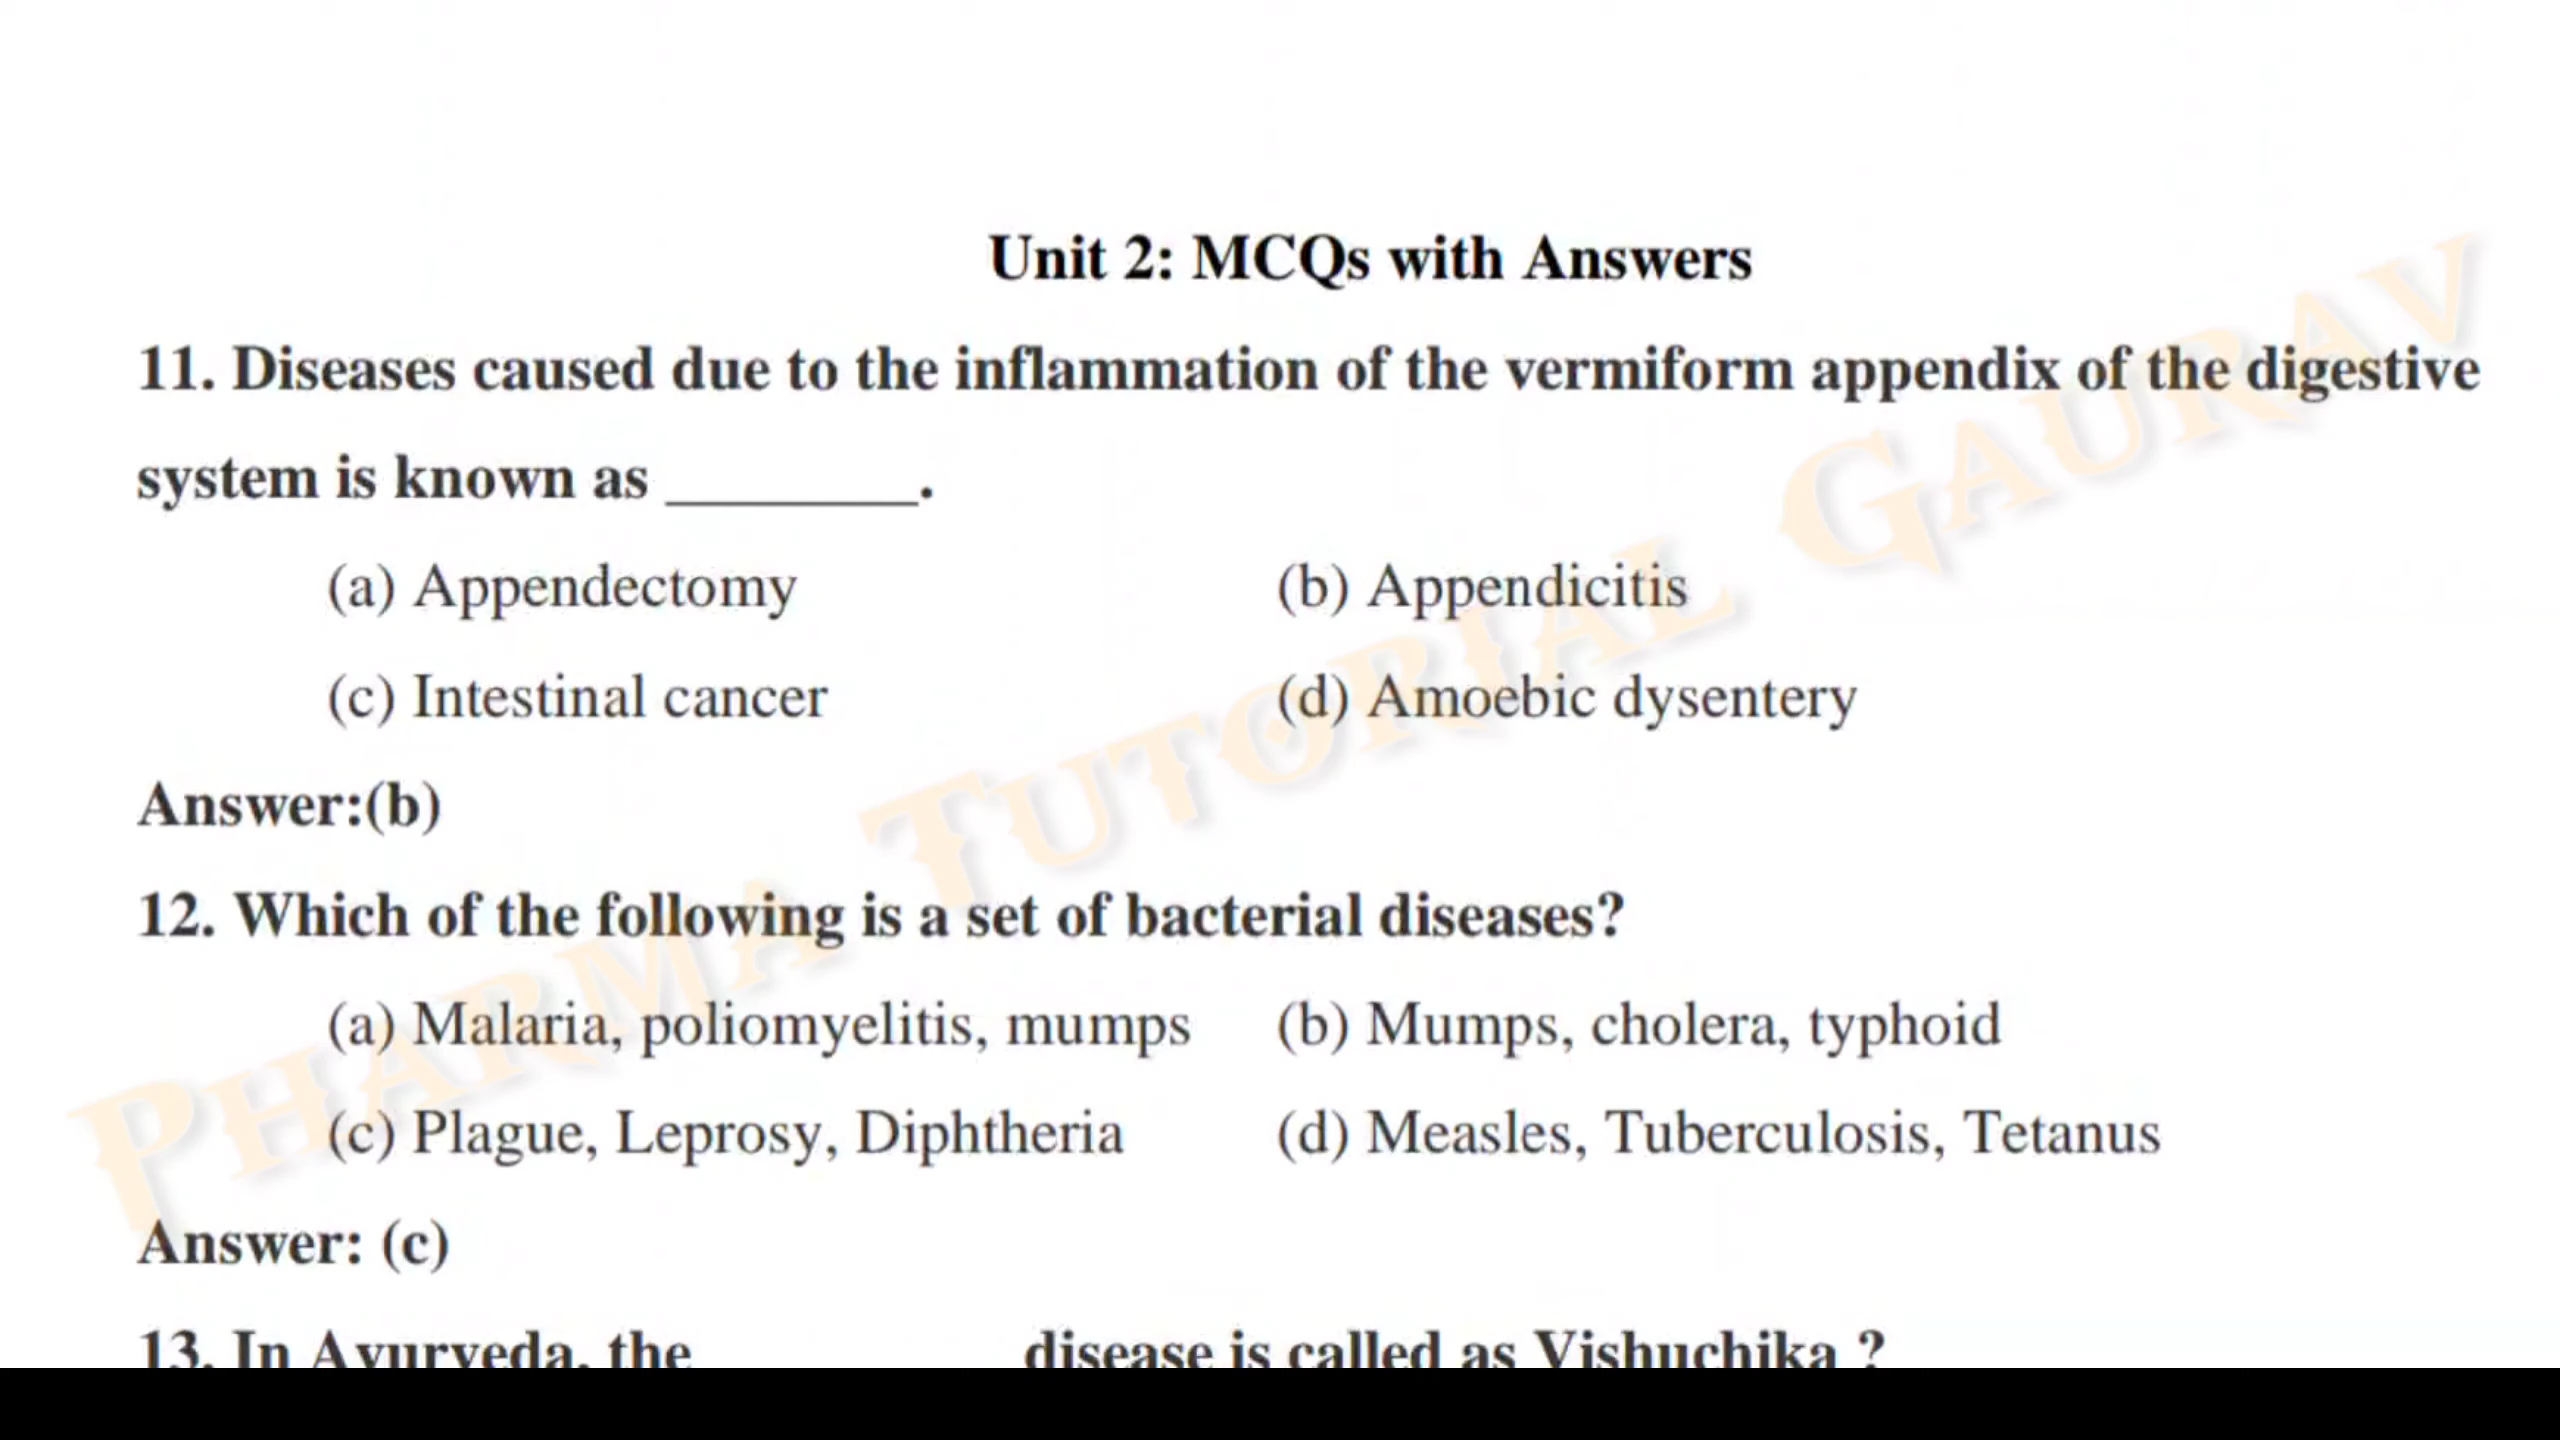 Unit 2: MCQs with Answers
11. Diseases caused due to the inflammation of the vermiform appendix of the digestive
system is known as ________.
(a) Appendectomy (b) Appendicitis
(c) Intestinal cancer (d) Amoebic dysentery
Answer:(b)
12. Which of the following is a set of bacterial diseases?
(a) Malaria, poliomyelitis, mumps (b) Mumps, cholera, typhoid
(c) Plague, Leprosy, Diphtheria (d) Measles, Tuberculosis, Tetanus
Answer: (c)
13. In Ayurveda, the disease is called as Vishuchika ?
PHARMA TUTORIAL GAURAV